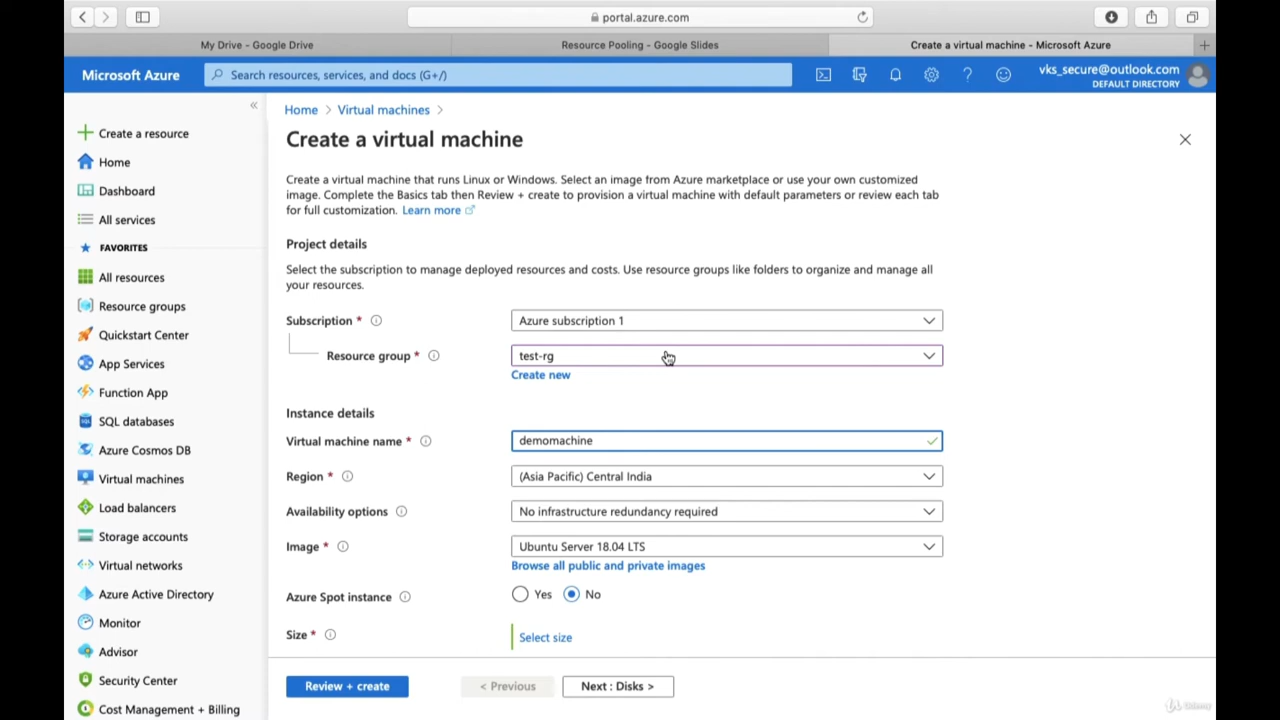 portal.azure.com
My Drive - Google Drive
Resource Pooling - Google Slides
Create a virtual machine - Microsoft Azure
Microsoft Azure
Search resources, services, and docs (G+/)
vks_secure@outlook.com
DEFAULT DIRECTORY
Create a resource
Home
Dashboard
All services
FAVORITES
All resources
Resource groups
Quickstart Center
App Services
Function App
SQL databases
Azure Cosmos DB
Virtual machines
Load balancers
Storage accounts
Virtual networks
Azure Active Directory
Monitor
Advisor
Security Center
Cost Management + Billing
Home > Virtual machines >
Create a virtual machine
Create a virtual machine that runs Linux or Windows. Select an image from Azure marketplace or use your own customized
image. Complete the Basics tab then Review + create to provision a virtual machine with default parameters or review each tab
for full customization. Learn more
Project details
Select the subscription to manage deployed resources and costs. Use resource groups like folders to organize and manage all
your resources.
Subscription * Azure subscription 1
Resource group * test-rg
Create new
Instance details
Virtual machine name * demomachine
Region * (Asia Pacific) Central India
Availability options No infrastructure redundancy required
Image * Ubuntu Server 18.04 LTS
Browse all public and private images
Azure Spot instance Yes No
Size * Select size
Review + create < Previous Next : Disks >
Udemy